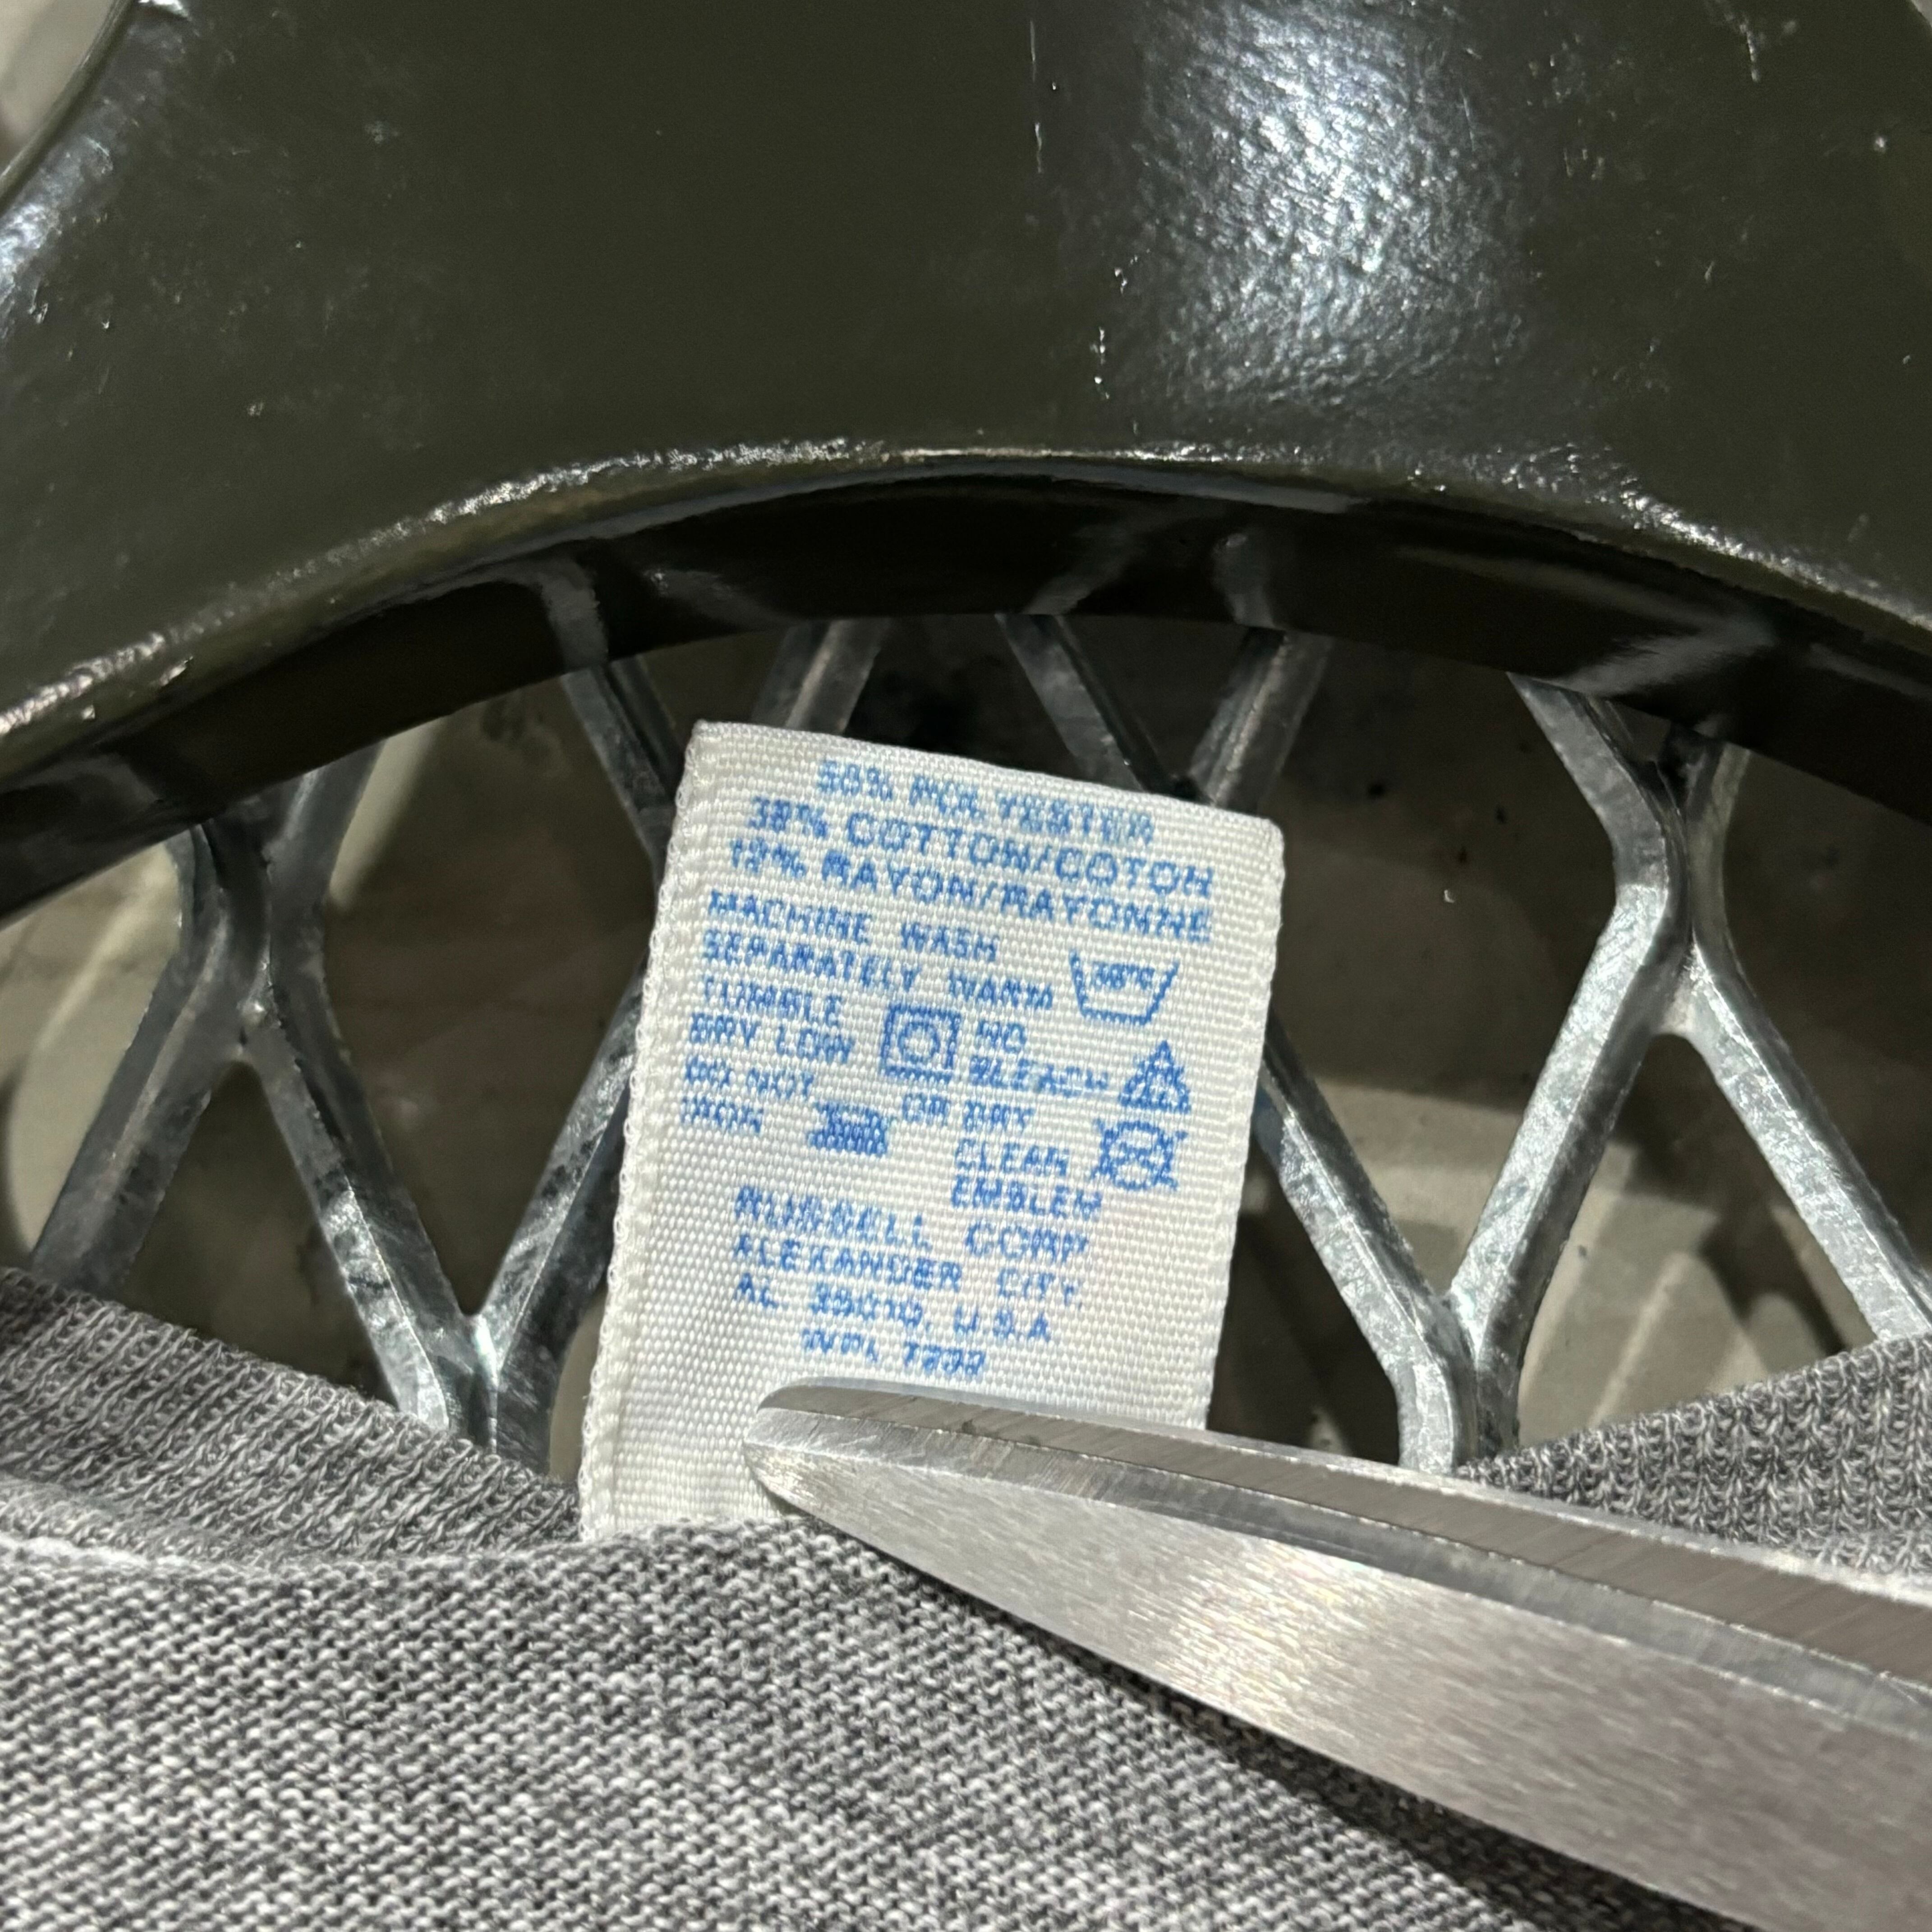 50% POLYESTER
38% COTTON/COTON
12% RAYON/RAYONNE
MACHINE WASH
SEPARATELY WARM
TUMBLE
DRY LOW
NO
BLEACH
DO NOT
IRON
OR DRY
CLEAN
EMBLEM
RUSSELL CORP
ALEXANDER CITY,
AL 35010, U.S.A
WPL